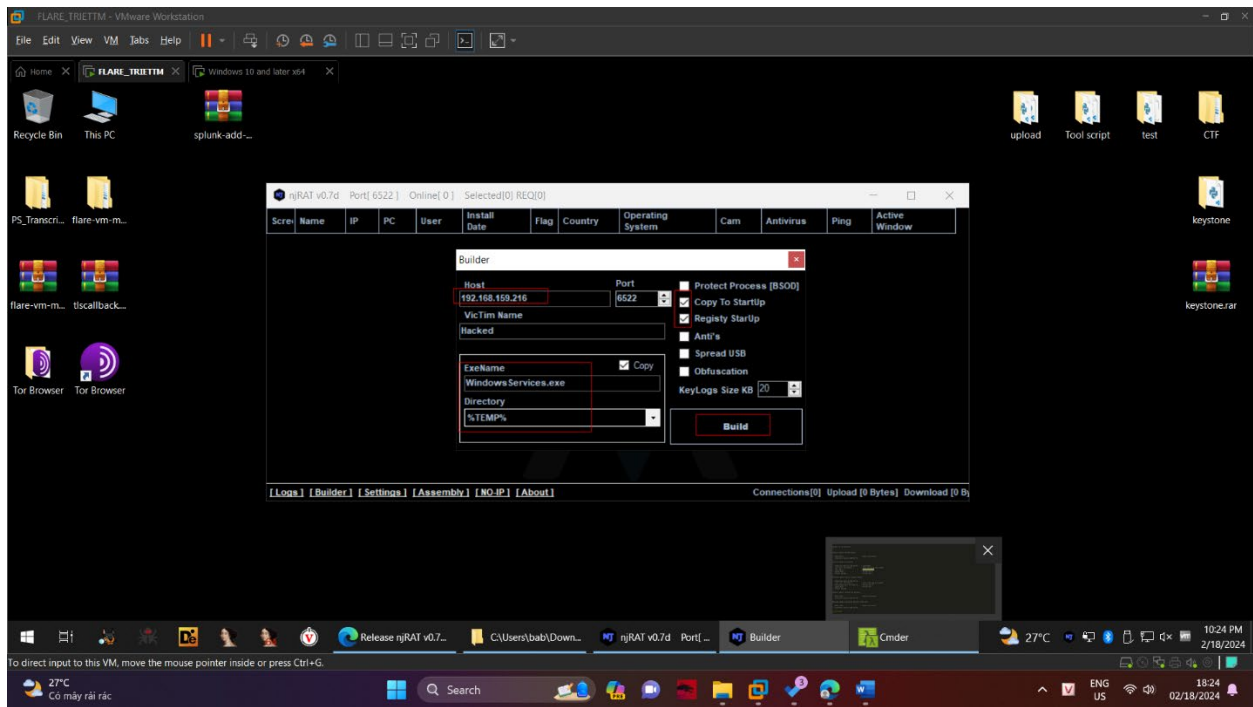 FLARE_TRIETTM - VMware Workstation
File Edit View VM Tabs Help
Home FLARE_TRIETTM Windows 10 and later x64
Recycle Bin This PC splunk-add-...
upload Tool script test CTF
PS_Transcri... flare-vm-m...
keystone
flare-vm-m... tlscallback....
keystone.rar
Tor Browser Tor Browser
njRAT v0.7d Port[ 6522 ] Online[ 0 ] Selected[0] REQ[0]
Scre Name IP PC User Install Date Flag Country Operating System Cam Antivirus Ping Active Window
Builder
Host Port
192.168.159.216 6522
VicTim Name
Hacked
Protect Process [BSOD]
Copy To StartUp
Registy StarUp
Anti's
Spread USB
Obfuscation
KeyLogs Size KB 20
ExeName Copy
WindowsServices.exe
Directory
%TEMP%
Build
[ Logs ] [ Builder ] [ Settings ] [ Assembly ] [ NO-IP ] [ About ] Connections[0] Upload [0 Bytes] Download [0 By
Release njRAT v0.7... C:\Users\bab\Down... njRAT v0.7d Port[ ... Builder Cmder 27°C 10:24 PM
2/18/2024
To direct input to this VM, move the mouse pointer inside or press Ctrl+G.
27°C
Có mây rải rác
Search
3
ENG
US
18:24
02/18/2024